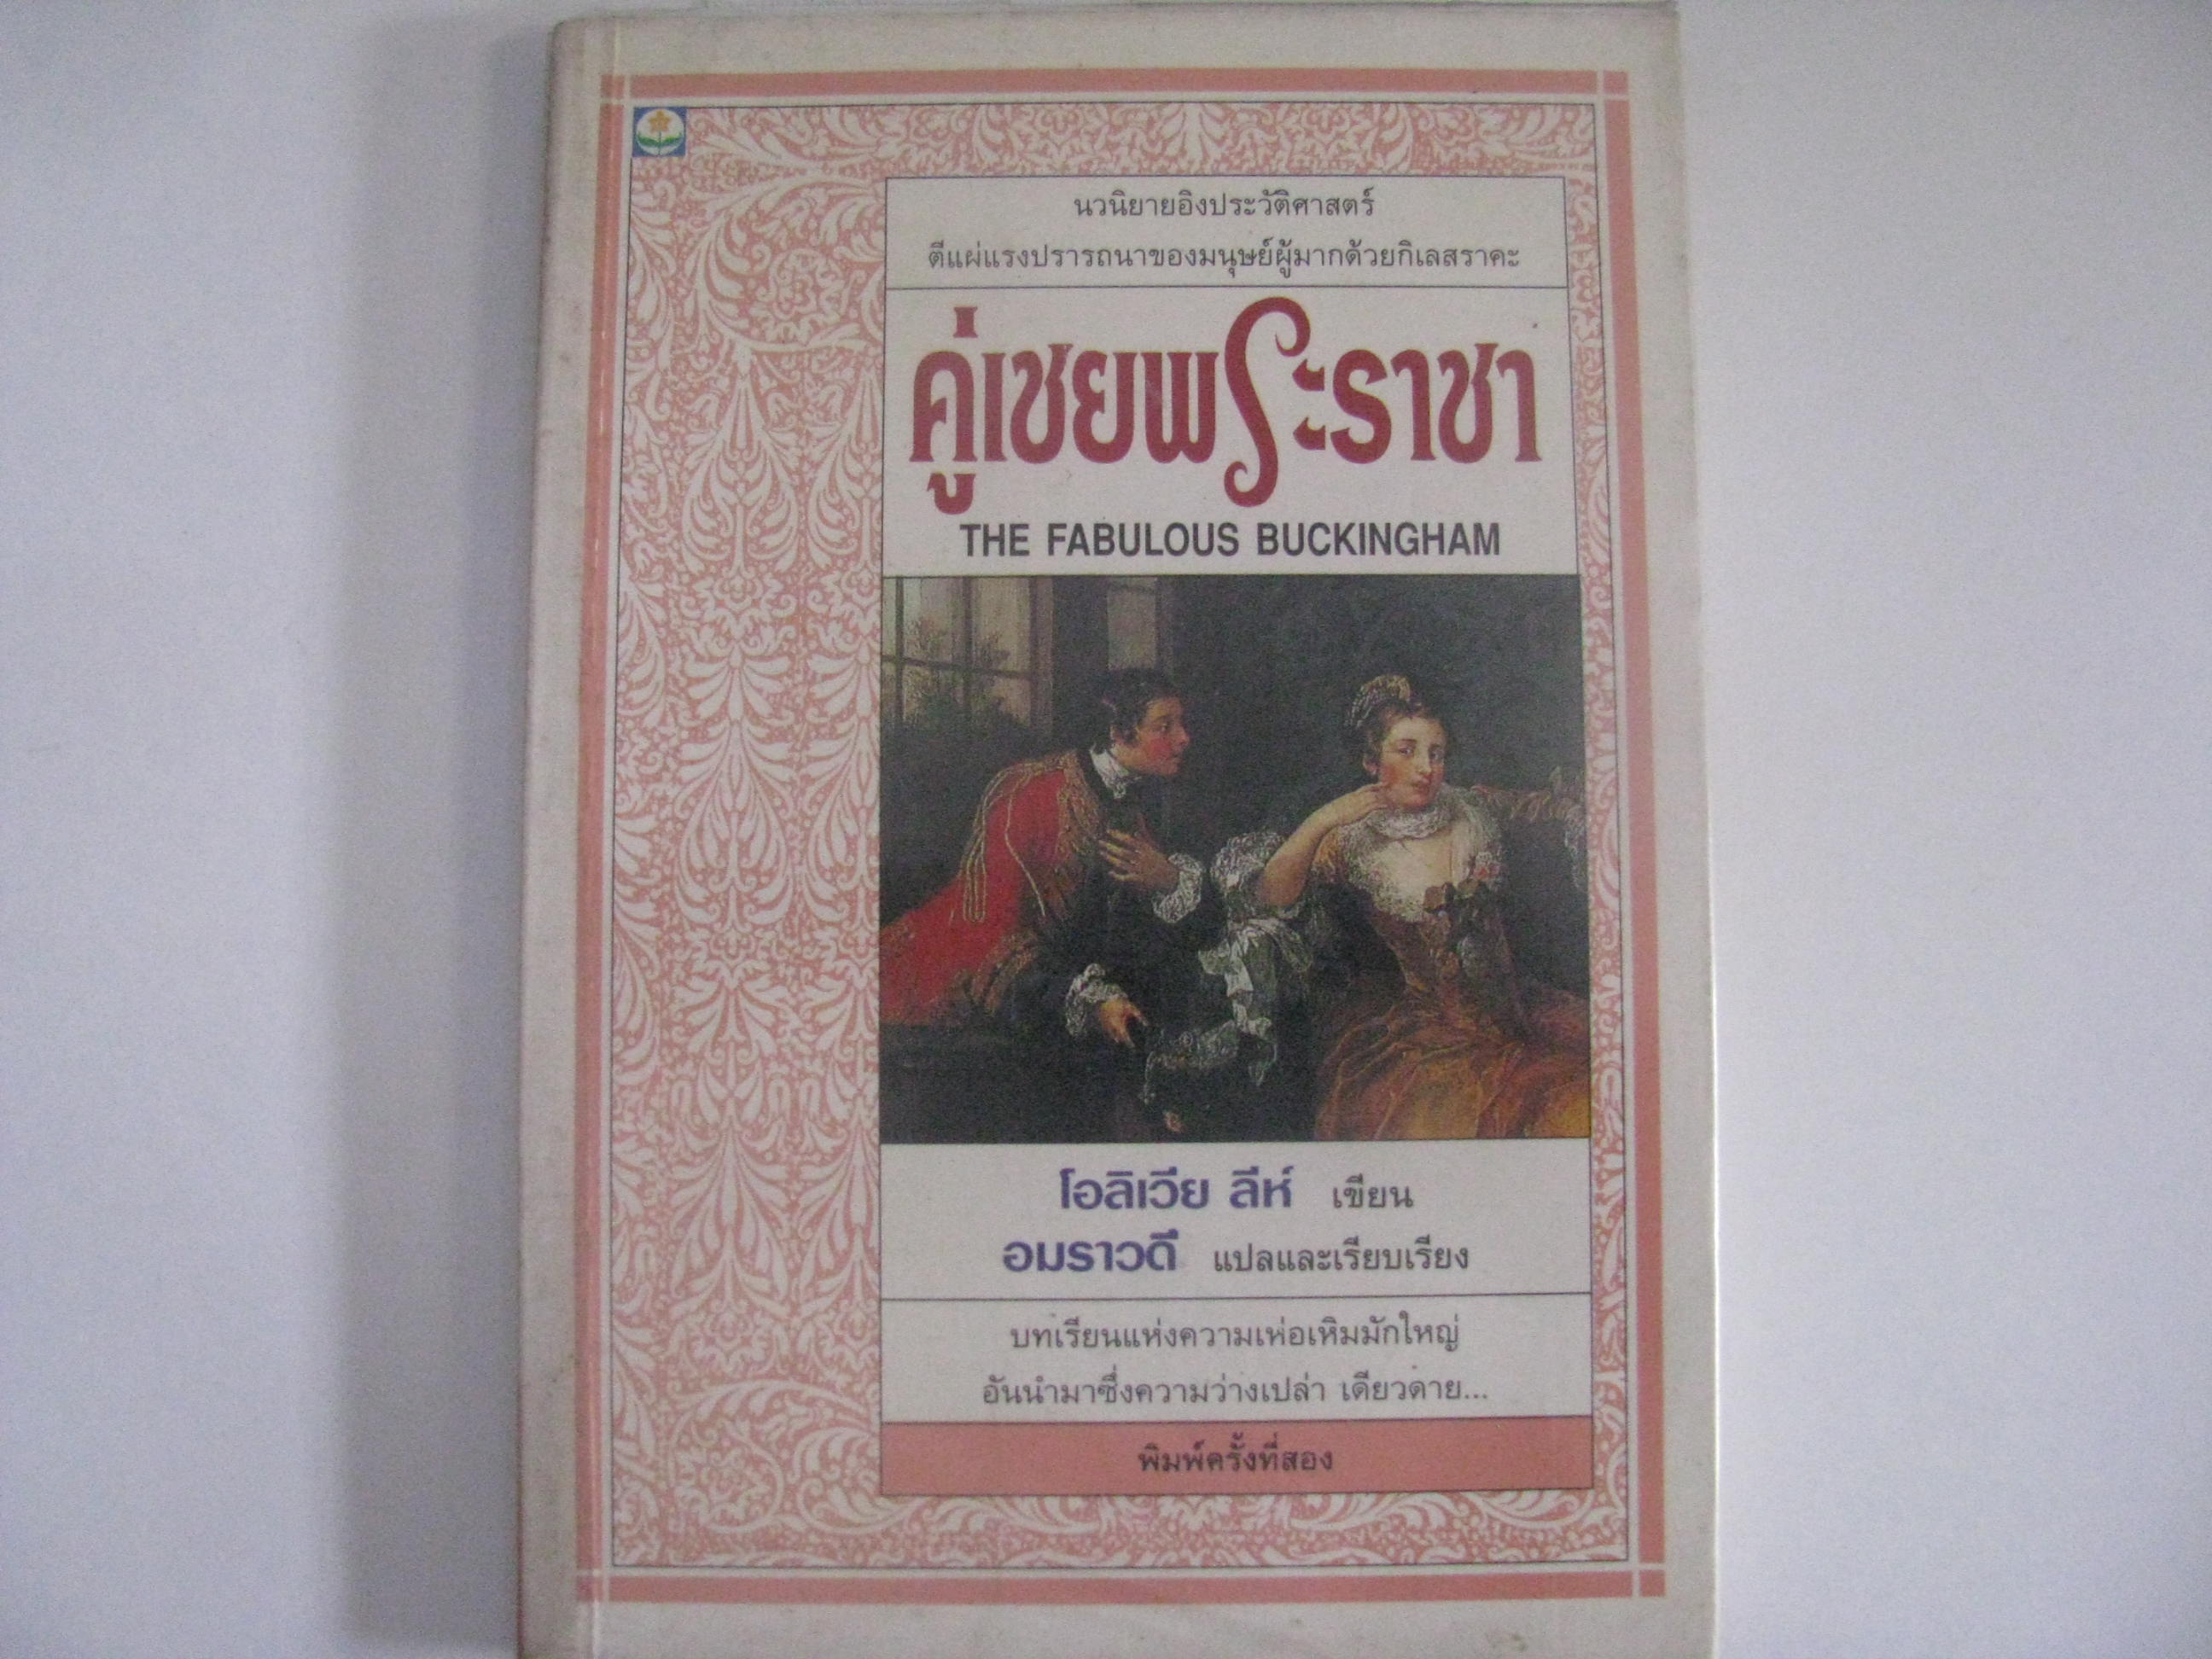 นวนิยายอิงประวัติศาสตร์
ตีแผ่แรงปรารถนาของมนุษย์ผู้มากด้วยกิเลสราคะ
คู่เชยพระราชา
THE FABULOUS BUCKINGHAM
โอลิเวีย ลีห์ เขียน
อมราวดี แปลและเรียบเรียง
บทเรียนแห่งความเห่อเหิมมักใหญ่
อันนำมาซึ่งความว่างเปล่า เดียวดาย...
พิมพ์ครั้งที่สอง